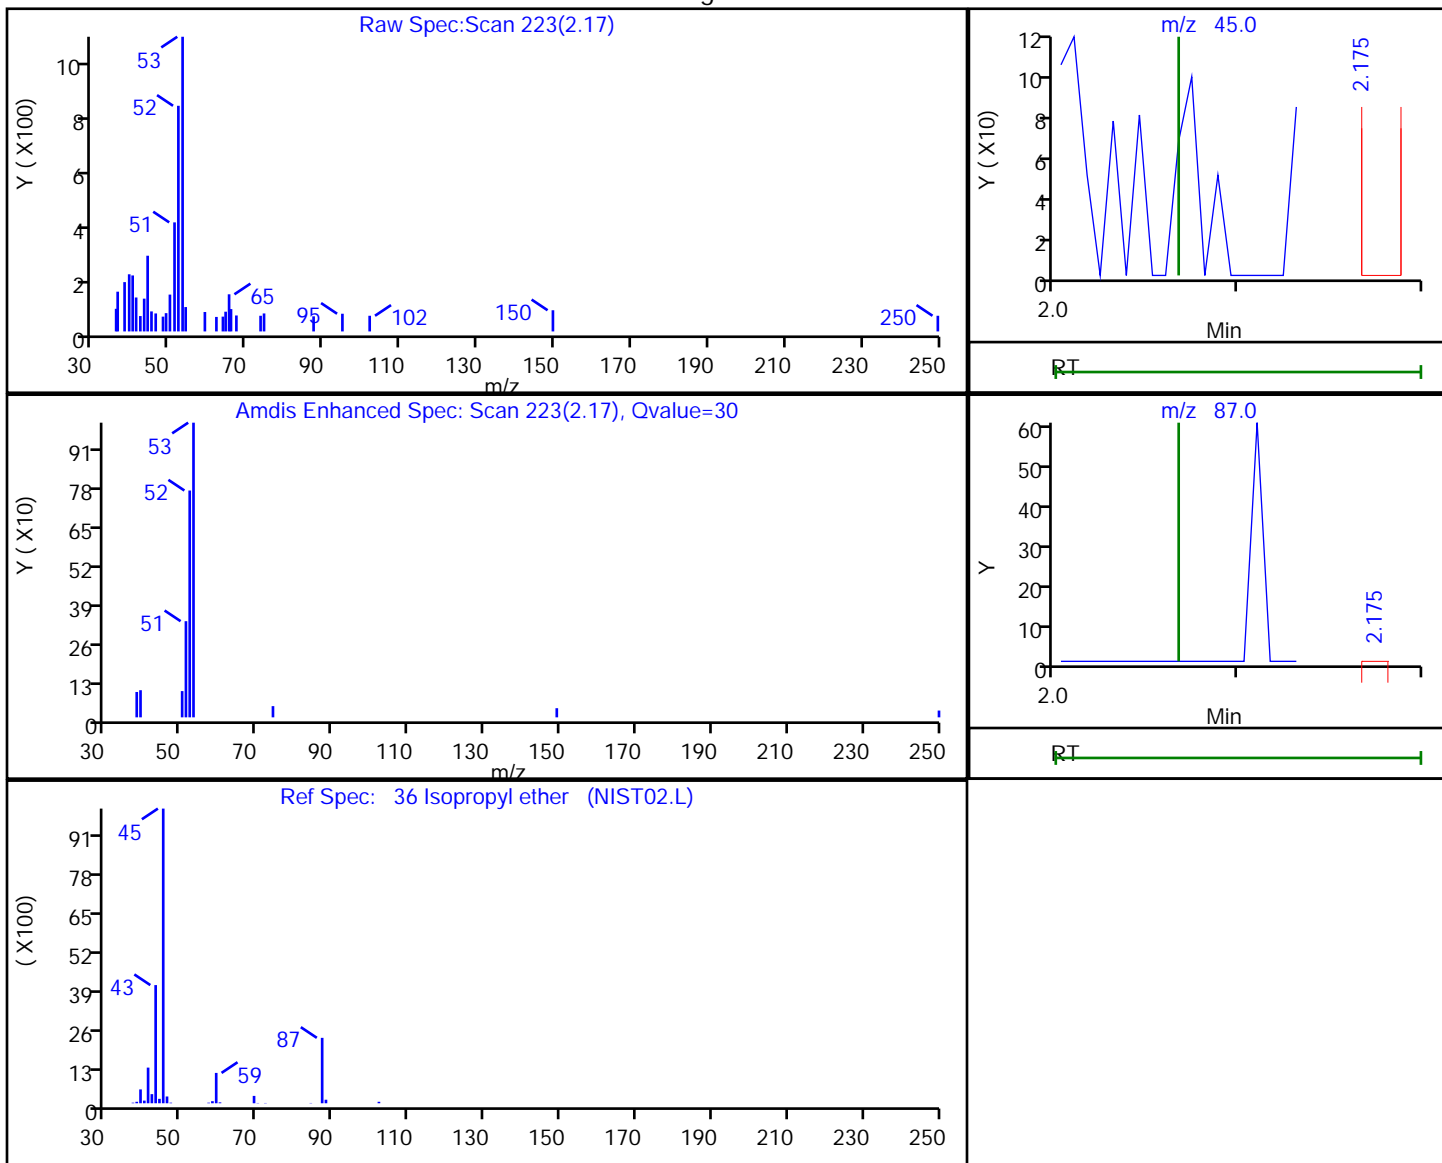 Raw Spec:Scan 223(2.17)
Y ( X100)
10
8
6
4
2
0
53
52
51
65
95
102
150
250
30 50 70 90 110 130 150 170 190 210 230 250
m/z
m/z 45.0
Y ( X10)
12
10
8
6
4
2
0
2.175
2.0
Min
RT
Amdis Enhanced Spec: Scan 223(2.17), Qvalue=30
Y ( X10)
91
78
65
52
39
26
13
0
53
52
51
30 50 70 90 110 130 150 170 190 210 230 250
m/z
m/z 87.0
Y
60
50
40
30
20
10
0
2.175
2.0
Min
RT
Ref Spec: 36 Isopropyl ether (NIST02.L)
( X100)
91
78
65
52
39
26
13
0
45
43
87
59
30 50 70 90 110 130 150 170 190 210 230 250